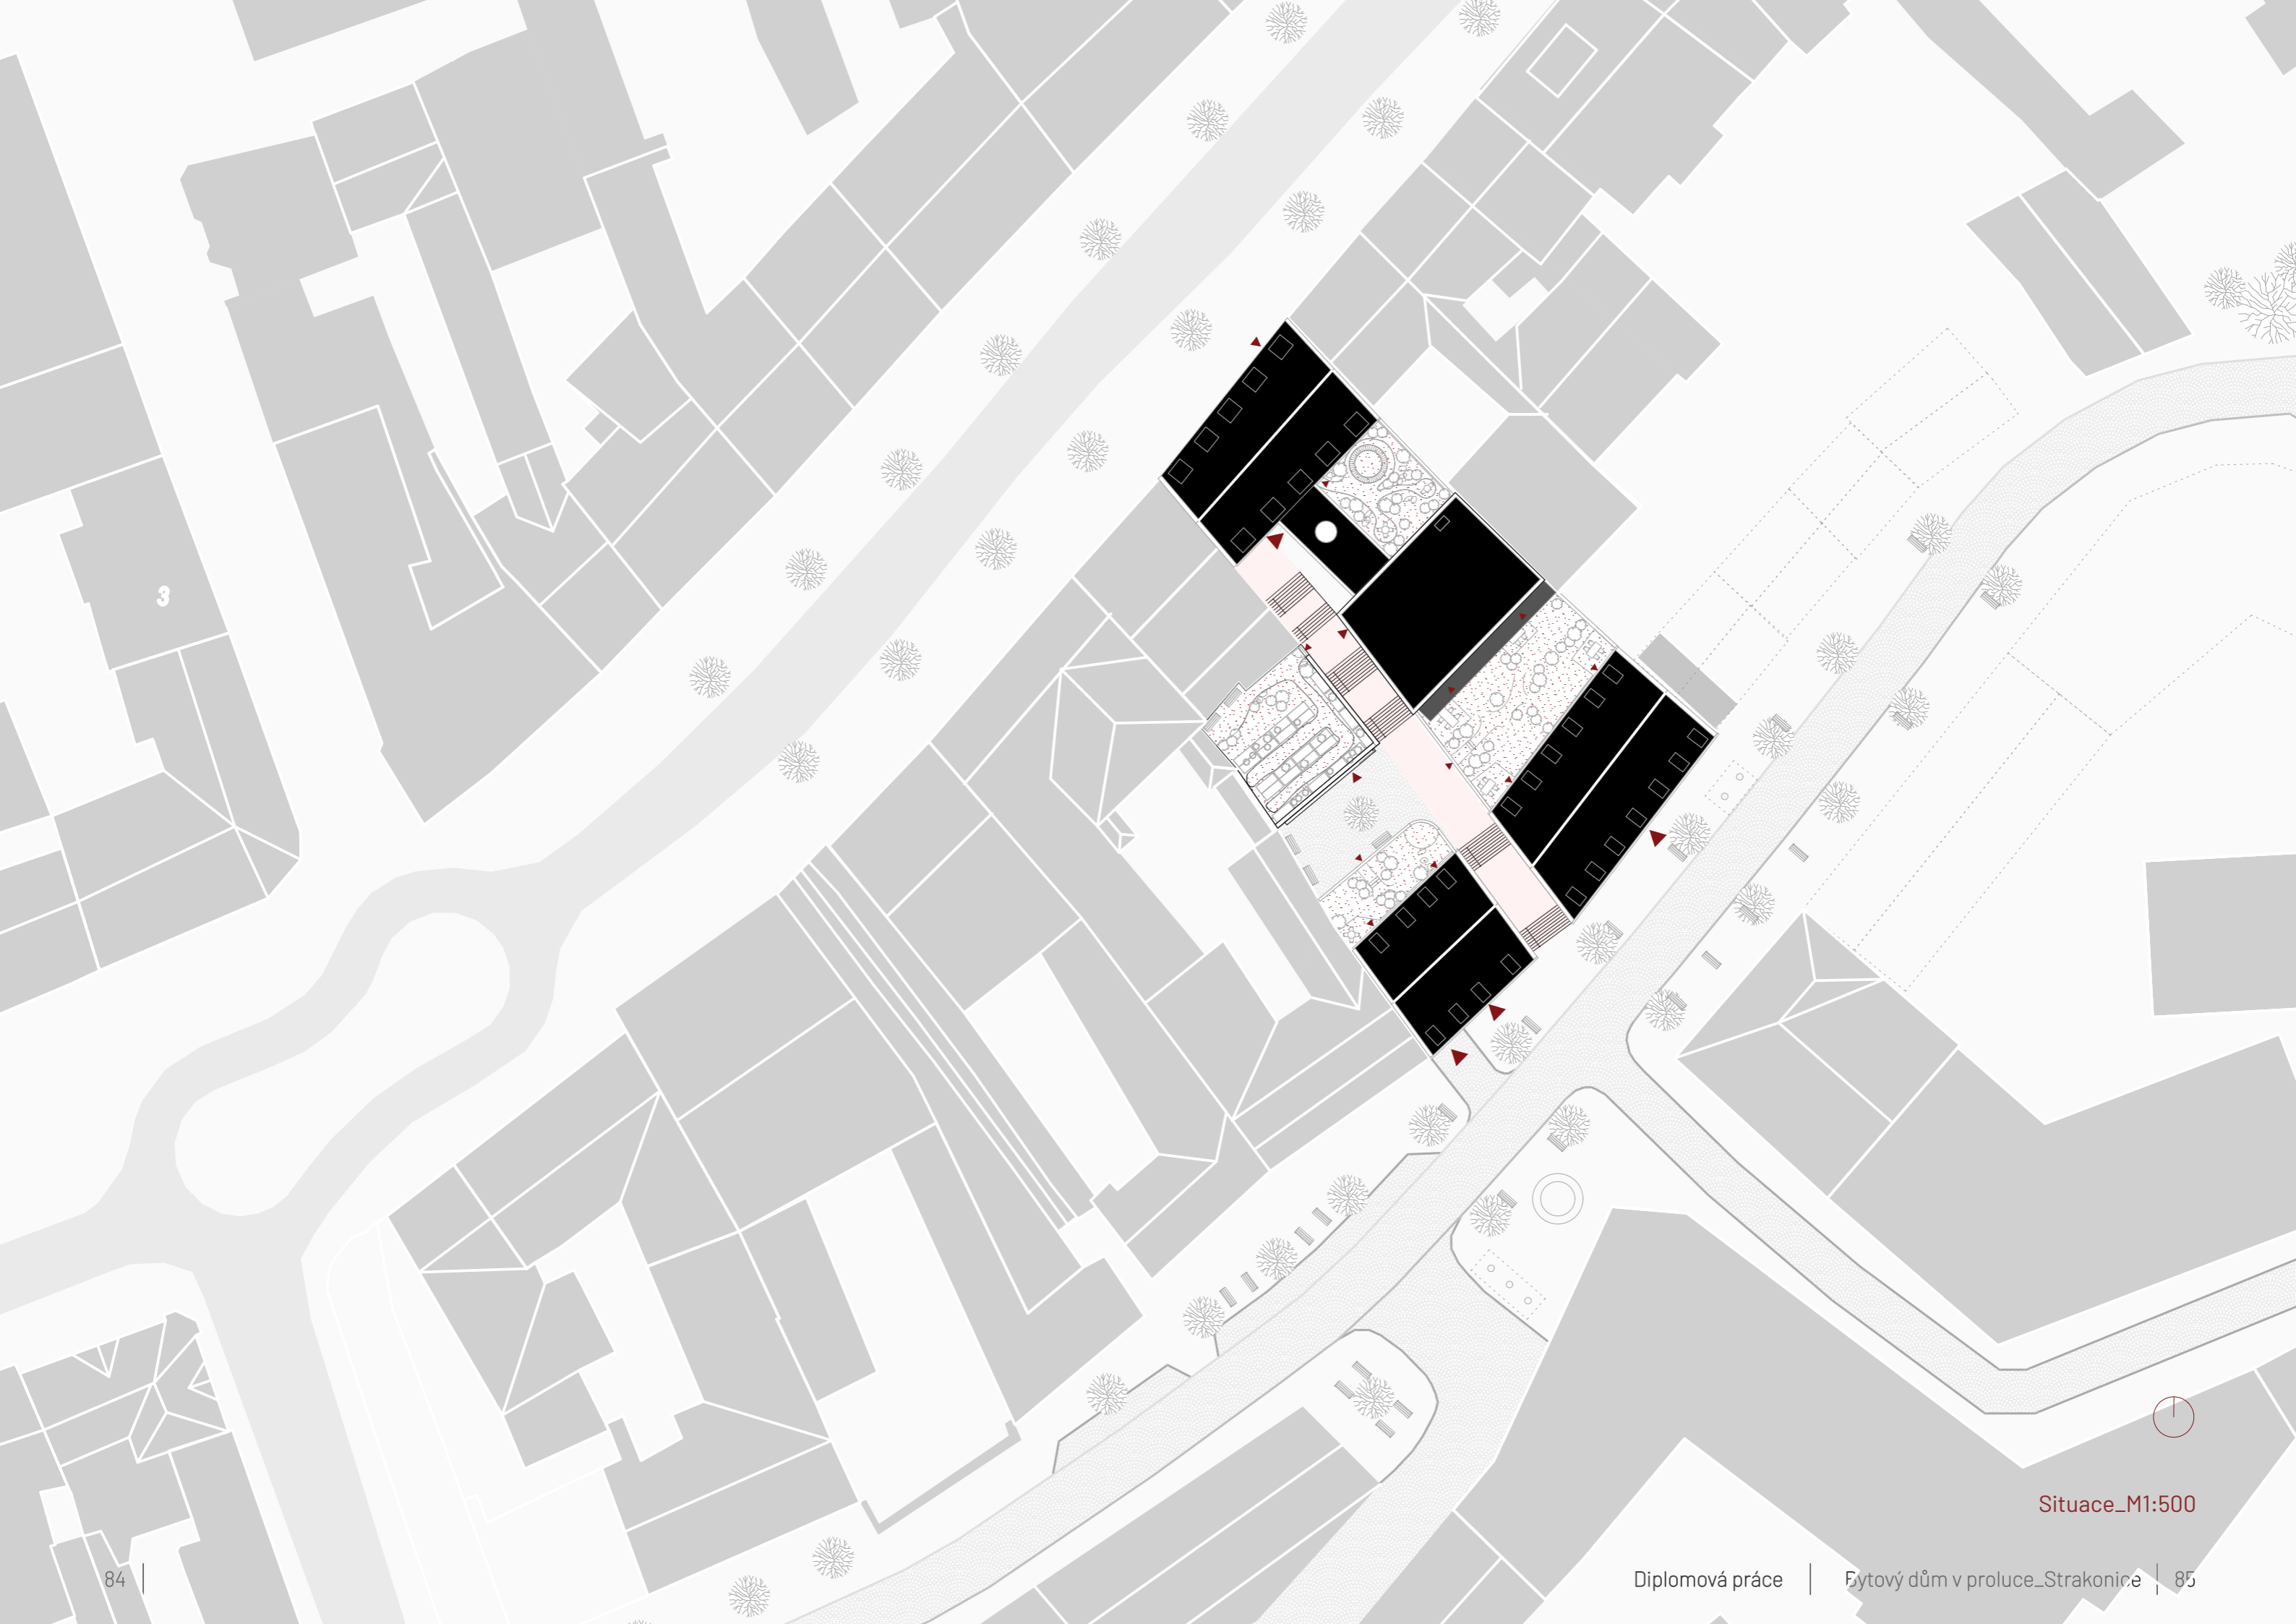 3
Situace_M1:500
84
Diplomová práce
Bytový dům v proluce_Strakonice
85